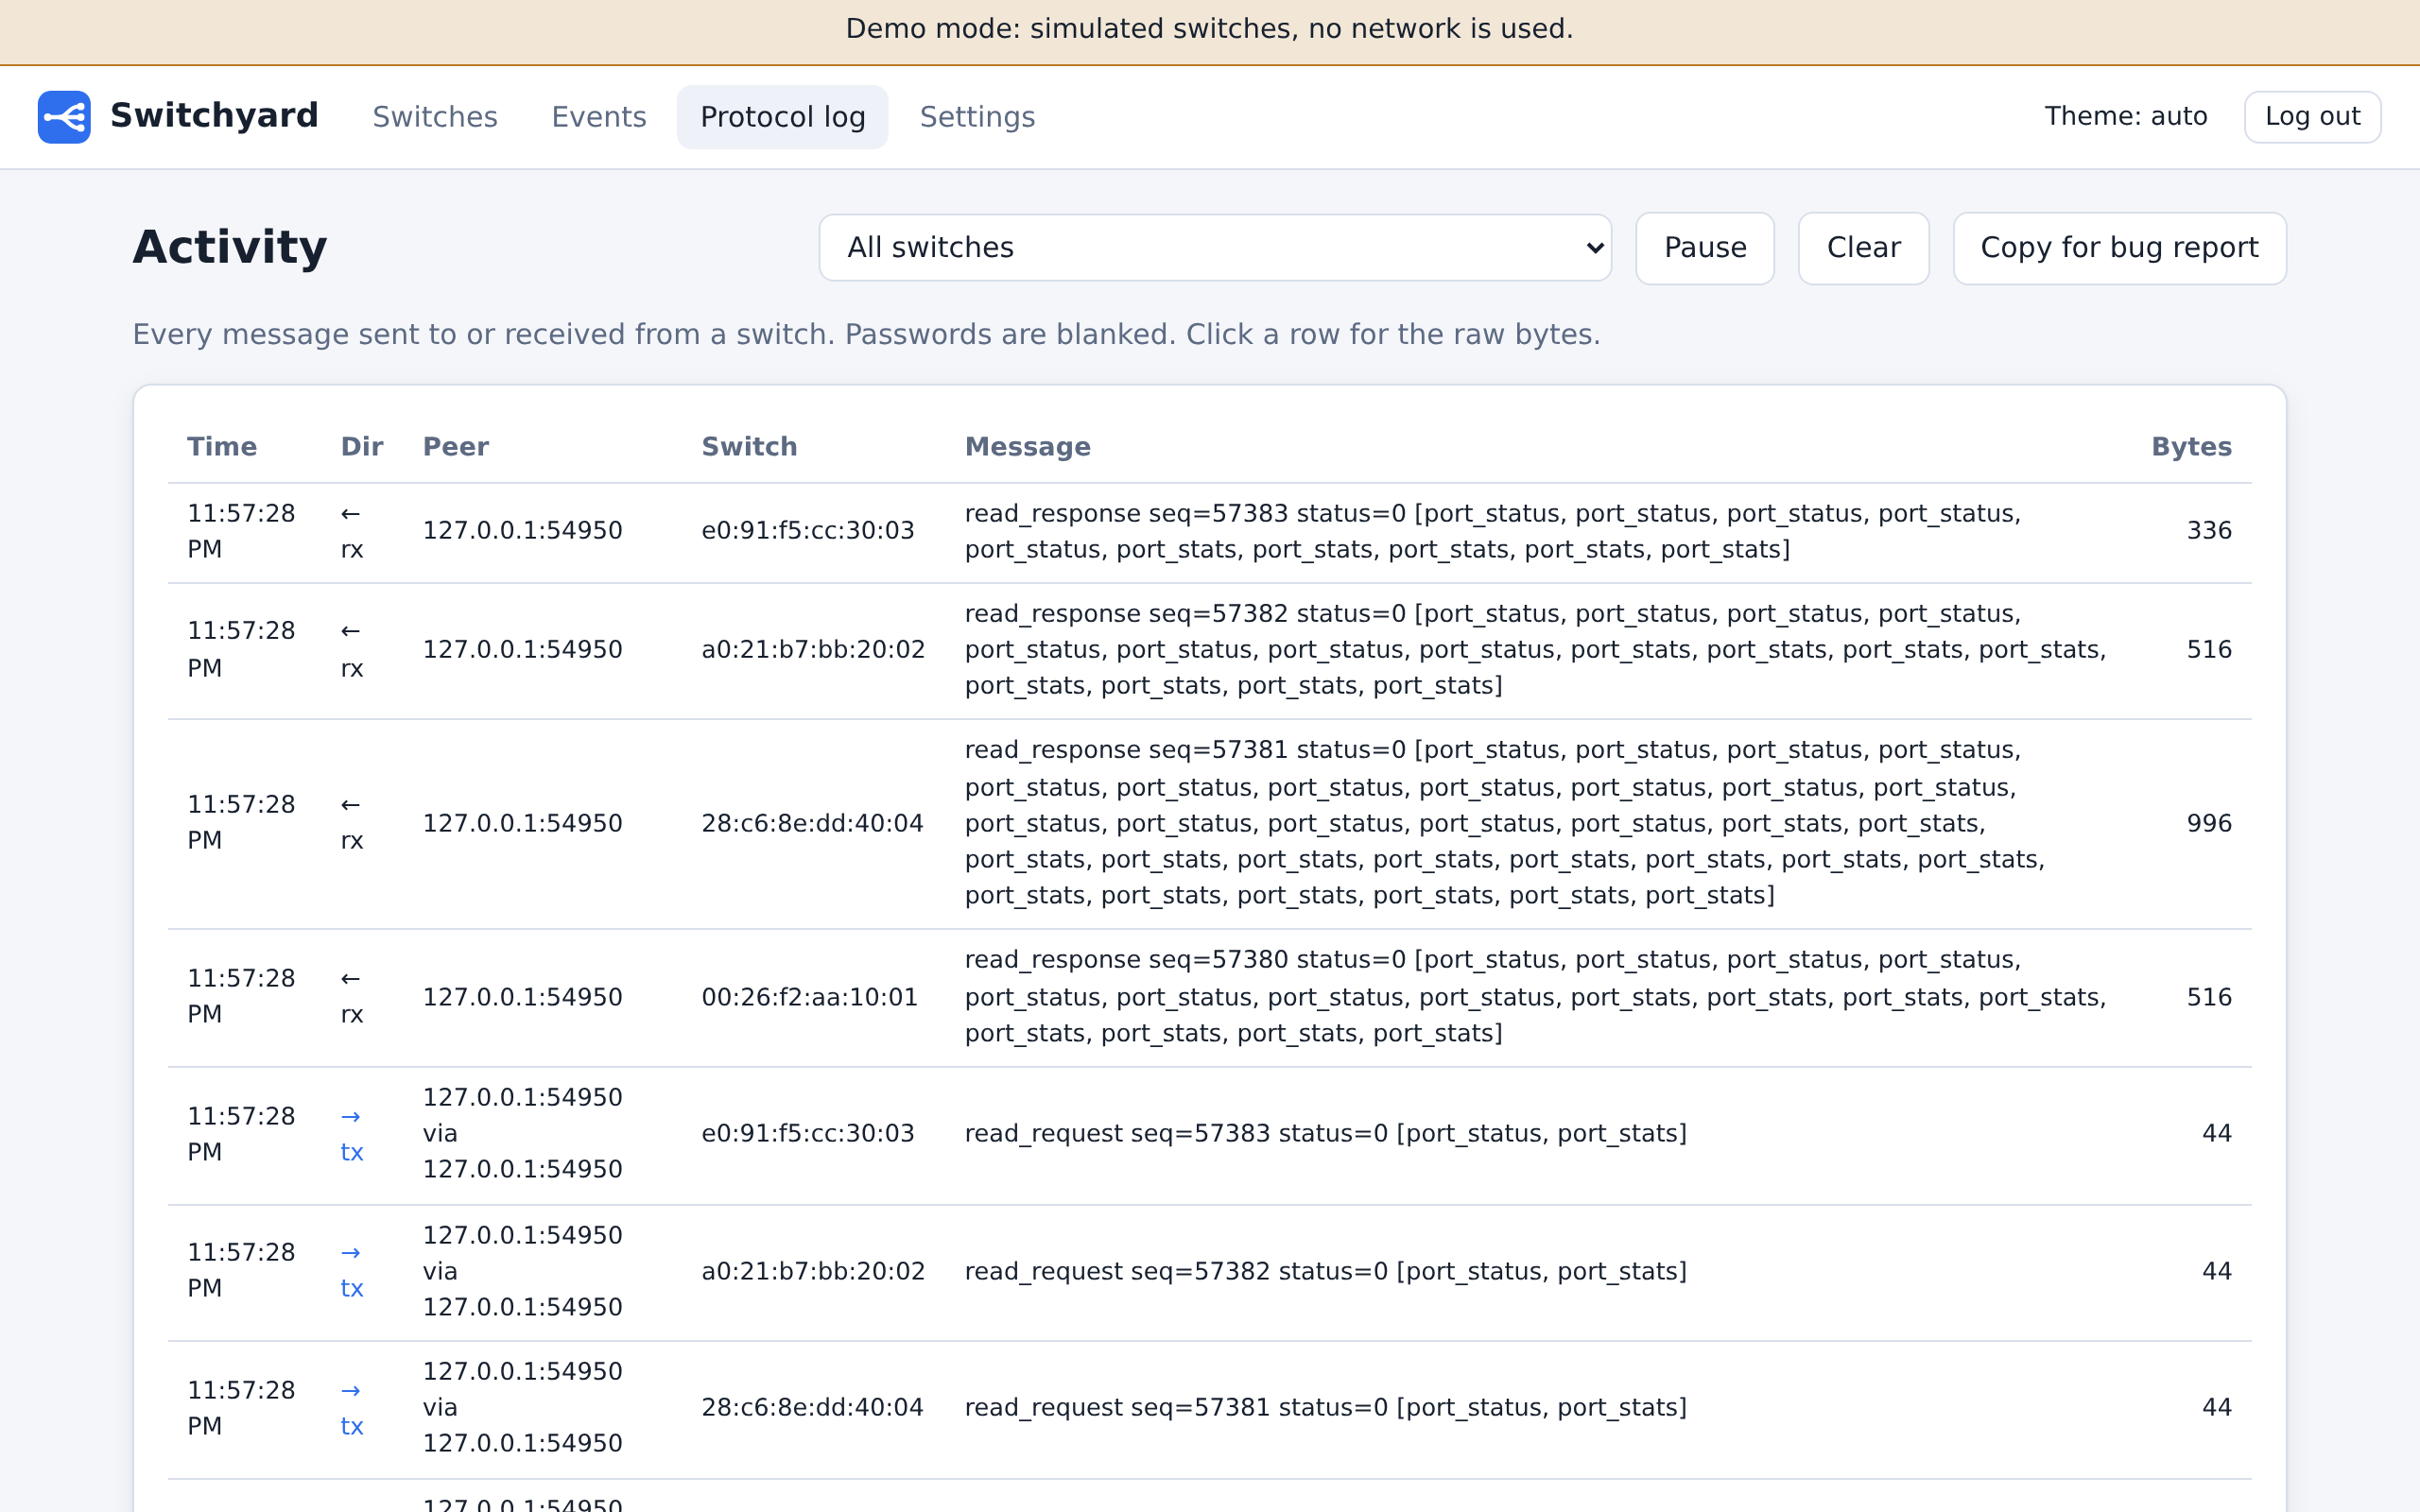 Demo mode: simulated switches, no network is used.
Switchyard Switches Events Protocol log Settings Theme: auto Log out
Activity All switches Pause Clear Copy for bug report
Every message sent to or received from a switch. Passwords are blanked. Click a row for the raw bytes.
Time Dir Peer Switch Message Bytes
11:57:28 PM ← rx 127.0.0.1:54950 e0:91:f5:cc:30:03 read_response seq=57383 status=0 [port_status, port_status, port_status, port_status,
port_status, port_stats, port_stats, port_stats, port_stats, port_stats] 336
11:57:28 PM ← rx 127.0.0.1:54950 a0:21:b7:bb:20:02 read_response seq=57382 status=0 [port_status, port_status, port_status, port_status,
port_status, port_status, port_status, port_status, port_stats, port_stats, port_stats, port_stats,
port_stats, port_stats, port_stats, port_stats] 516
11:57:28 PM ← rx 127.0.0.1:54950 28:c6:8e:dd:40:04 read_response seq=57381 status=0 [port_status, port_status, port_status, port_status,
port_status, port_status, port_status, port_status, port_status, port_status, port_status,
port_status, port_status, port_status, port_status, port_status, port_stats, port_stats,
port_stats, port_stats, port_stats, port_stats, port_stats, port_stats, port_stats, port_stats,
port_stats, port_stats, port_stats, port_stats, port_stats, port_stats] 996
11:57:28 PM ← rx 127.0.0.1:54950 00:26:f2:aa:10:01 read_response seq=57380 status=0 [port_status, port_status, port_status, port_status,
port_status, port_status, port_status, port_status, port_stats, port_stats, port_stats, port_stats,
port_stats, port_stats, port_stats, port_stats] 516
11:57:28 PM → tx 127.0.0.1:54950 via 127.0.0.1:54950 e0:91:f5:cc:30:03 read_request seq=57383 status=0 [port_status, port_stats] 44
11:57:28 PM → tx 127.0.0.1:54950 via 127.0.0.1:54950 a0:21:b7:bb:20:02 read_request seq=57382 status=0 [port_status, port_stats] 44
11:57:28 PM → tx 127.0.0.1:54950 via 127.0.0.1:54950 28:c6:8e:dd:40:04 read_request seq=57381 status=0 [port_status, port_stats] 44
127.0.0.1:54950